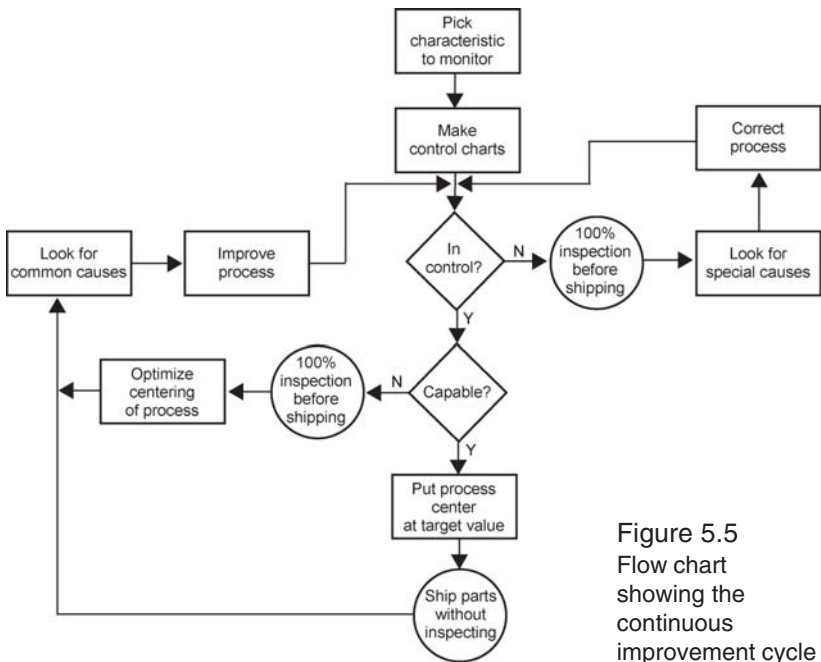 Pick
characteristic
to monitor
Make
control charts
Correct
process
Look for
common causes
Improve
process
In
control?
N
100%
inspection
before
shipping
Look for
special causes
Y
Optimize
centering
of process
100%
inspection
before
shipping
N
Capable?
Y
Put process
center
at target value
Ship parts
without
inspecting
Figure 5.5
Flow chart
showing the
continuous
improvement cycle